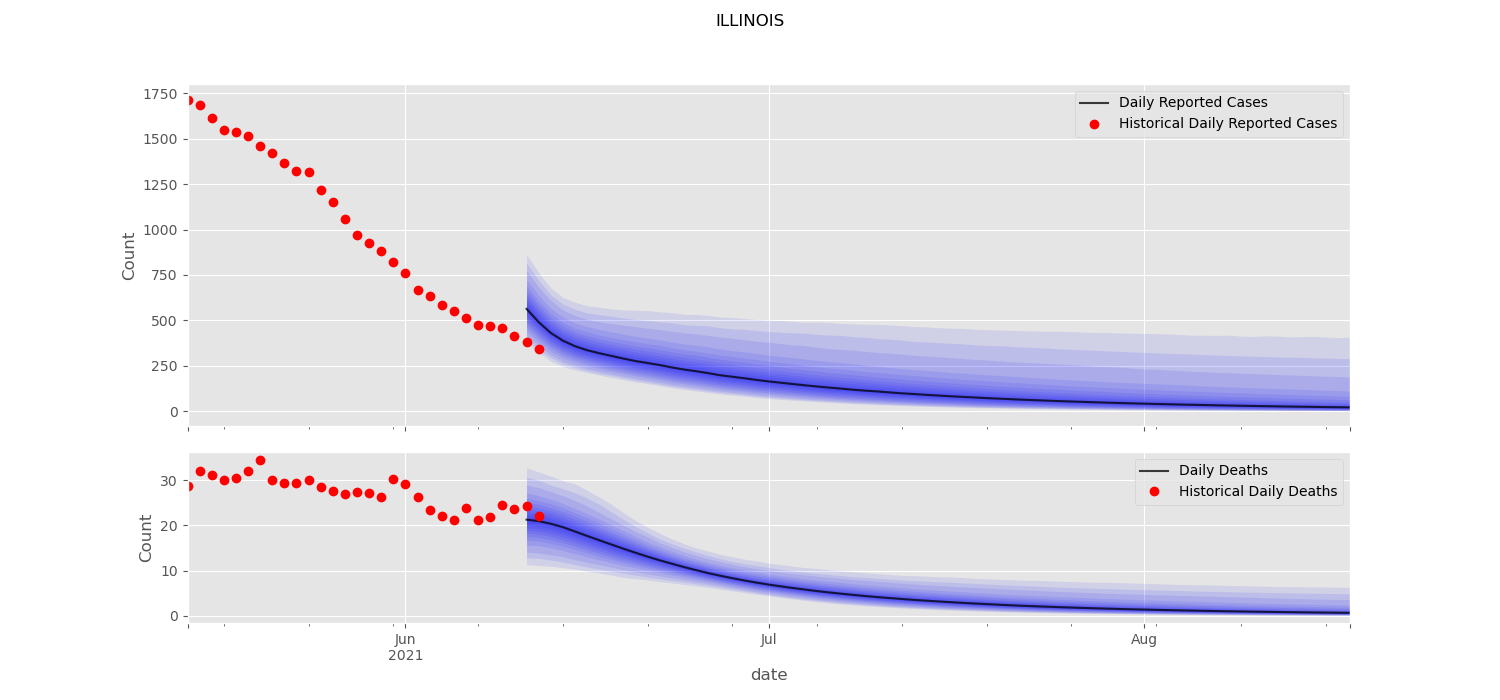 ILLINOIS
1750
1500
1250
1000
750
500
250
0
Count
Daily Reported Cases
Historical Daily Reported Cases
30
20
10
0
Count
Daily Deaths
Historical Daily Deaths
Jun
2021
Jul
Aug
date